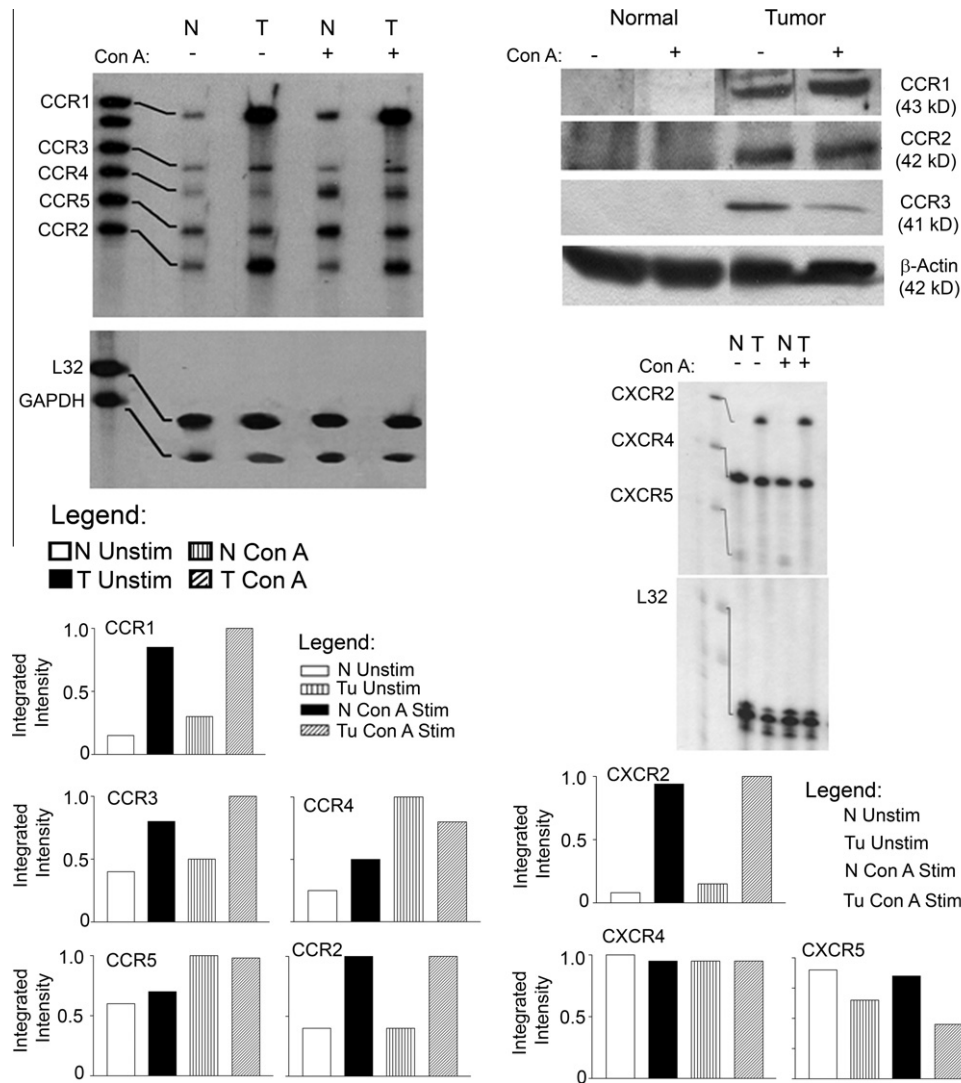 N T N T
Con A: - - + +
CCR1
CCR3
CCR4
CCR5
CCR2
L32
GAPDH
Legend:
N Unstim N Con A
T Unstim T Con A
CCR1
1.0
0.5
0
Integrated
Intensity
Legend:
N Unstim
Tu Unstim
N Con A Stim
Tu Con A Stim
CCR3
1.0
0.5
0
Integrated
Intensity
CCR4
CCR5
1.0
0.5
0
Integrated
Intensity
CCR2
Normal Tumor
Con A: - + - +
CCR1
(43 kD)
CCR2
(42 kD)
CCR3
(41 kD)
β-Actin
(42 kD)
N T N T
Con A: - - + +
CXCR2
CXCR4
CXCR5
L32
CXCR2
1.0
0.5
0
Integrated
Intensity
Legend:
N Unstim
Tu Unstim
N Con A Stim
Tu Con A Stim
CXCR4
1.0
0.5
0
Integrated
Intensity
CXCR5